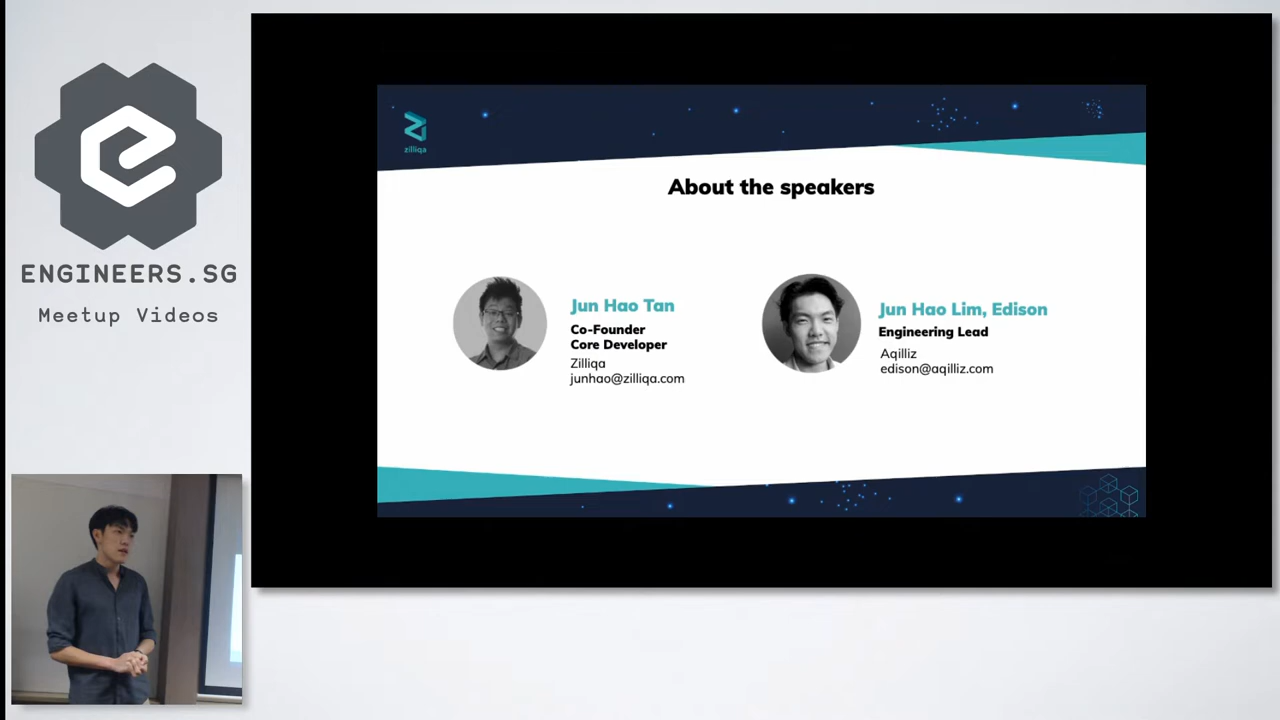 ENGINEERS.SG
Meetup Videos
zilliqa
About the speakers
Jun Hao Tan
Co-Founder
Core Developer
Zilliqa
junhao@zilliqa.com
Jun Hao Lim, Edison
Engineering Lead
Aqilliz
edison@aqilliz.com